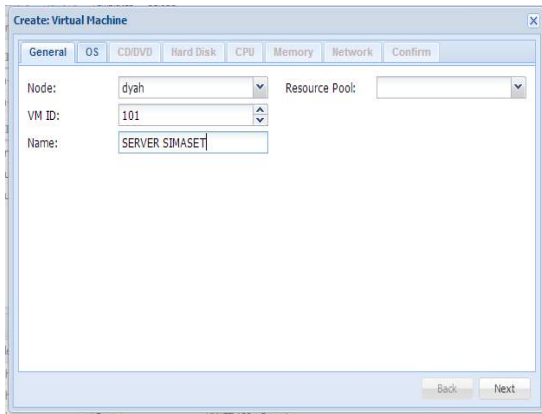 Create: Virtual Machine
General OS CD/DVD Hard Disk CPU Memory Network Confirm
Node: dyah Resource Pool:
VM ID: 101
Name: SERVER SIMASET
Back Next